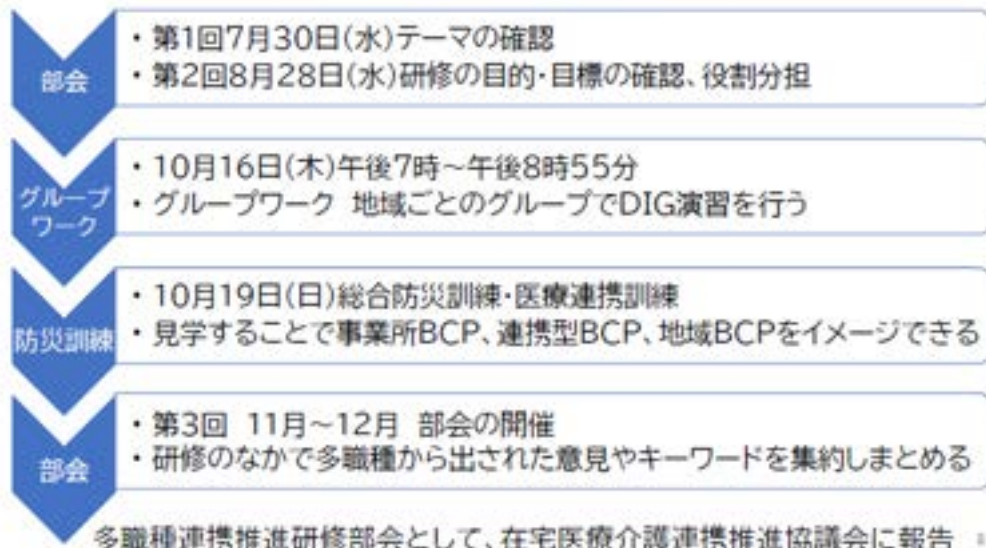 部会
・第1回7月30日(水)テーマの確認
・第2回8月28日(水)研修の目的・目標の確認、役割分担
グループ
ワーク
・10月16日(木)午後7時～午後8時55分
・グループワーク 地域ごとのグループでDIG演習を行う
防災訓練
・10月19日(日)総合防災訓練・医療連携訓練
・見学することで事業所BCP、連携型BCP、地域BCPをイメージできる
部会
・第3回 11月～12月 部会の開催
・研修のなかで多職種から出された意見やキーワードを集約しまとめる
多職種連携推進研修部会として、在宅医療介護連携推進協議会に報告